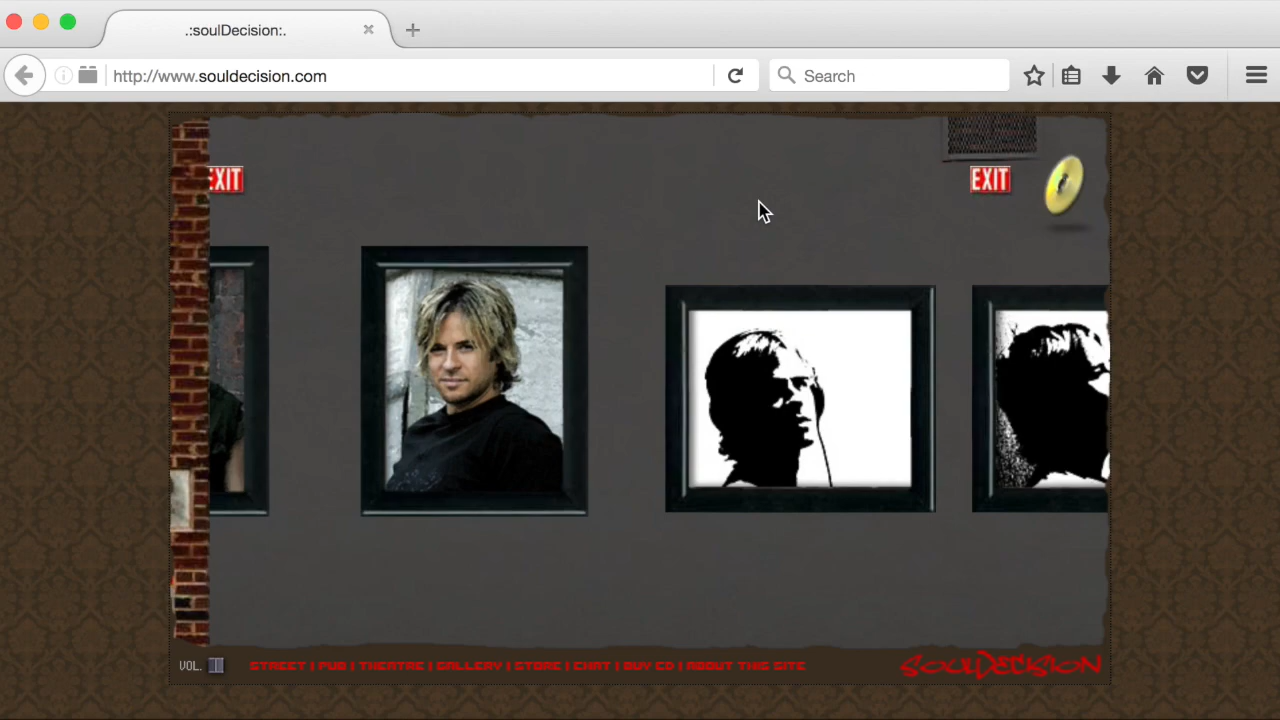 .:soulDecision:.
http://www.souldecision.com
Search
EXIT
EXIT
VOL.
STREET | PUB | THEATRE | GALLERY | STORE | CHAT | BUY CD | ABOUT THIS SITE
SOULDECISION